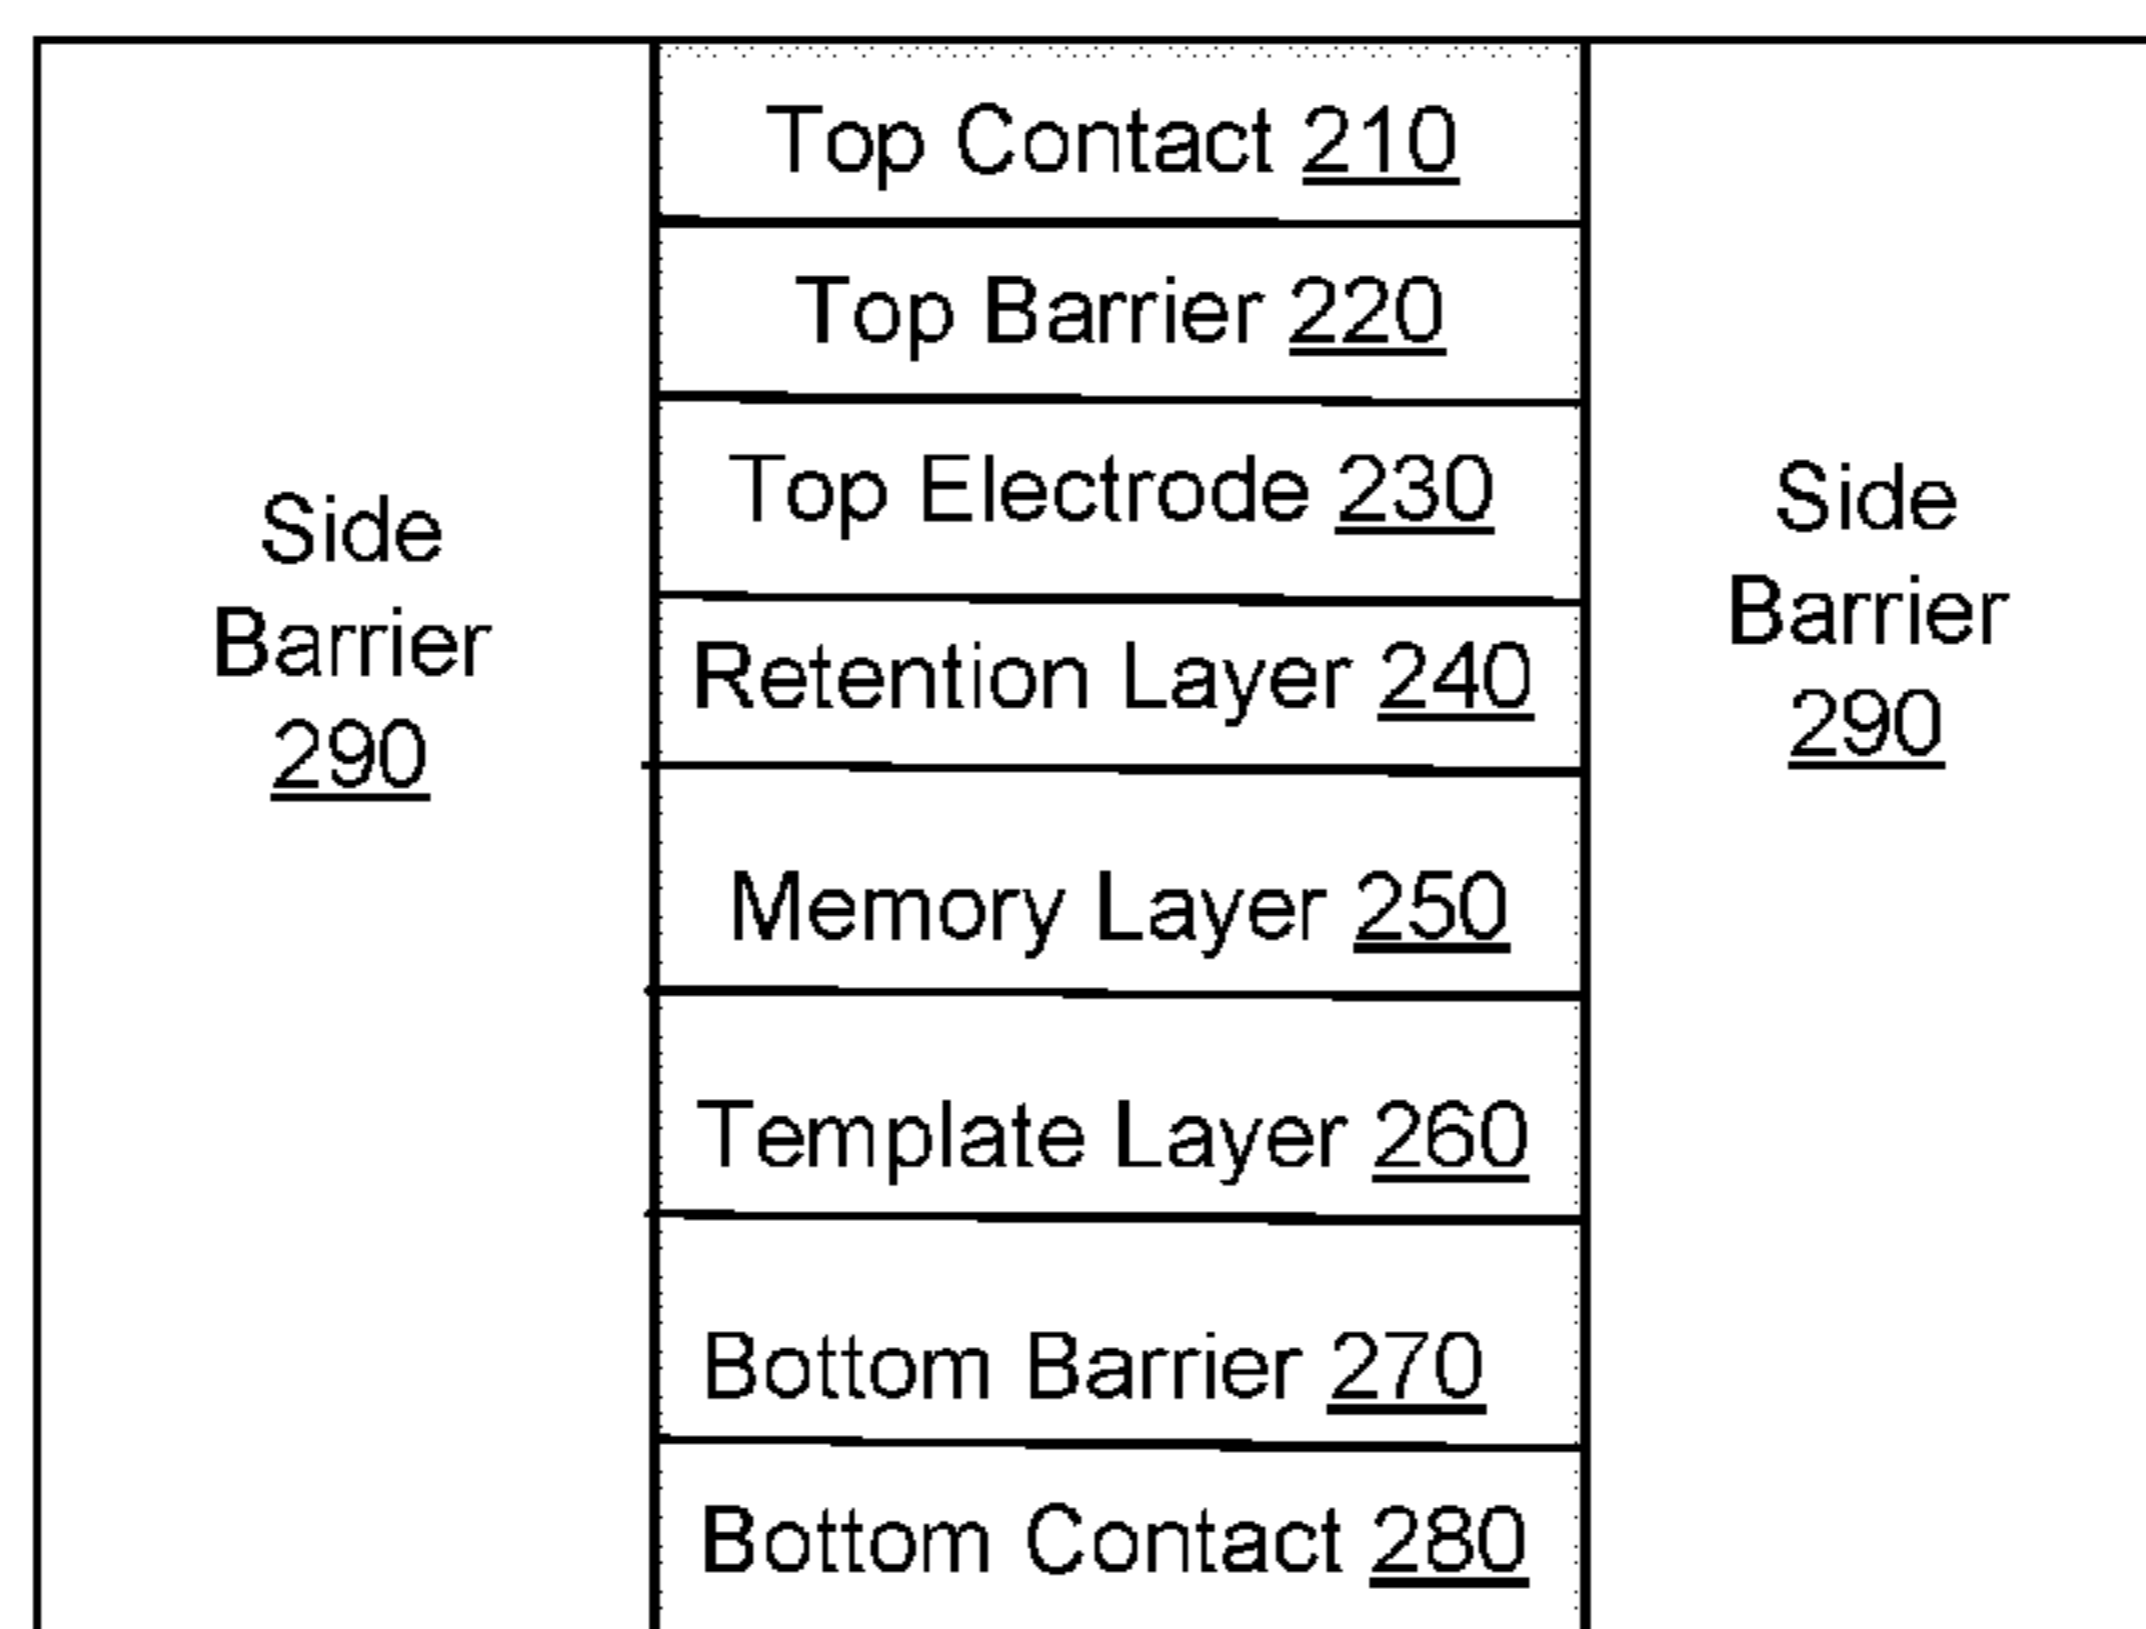 Top Contact 210
Top Barrier 220
Top Electrode 230
Side
Barrier
290
Side
Barrier
290
Retention Layer 240
Memory Layer 250
Template Layer 260
Bottom Barrier 270
Bottom Contact 280